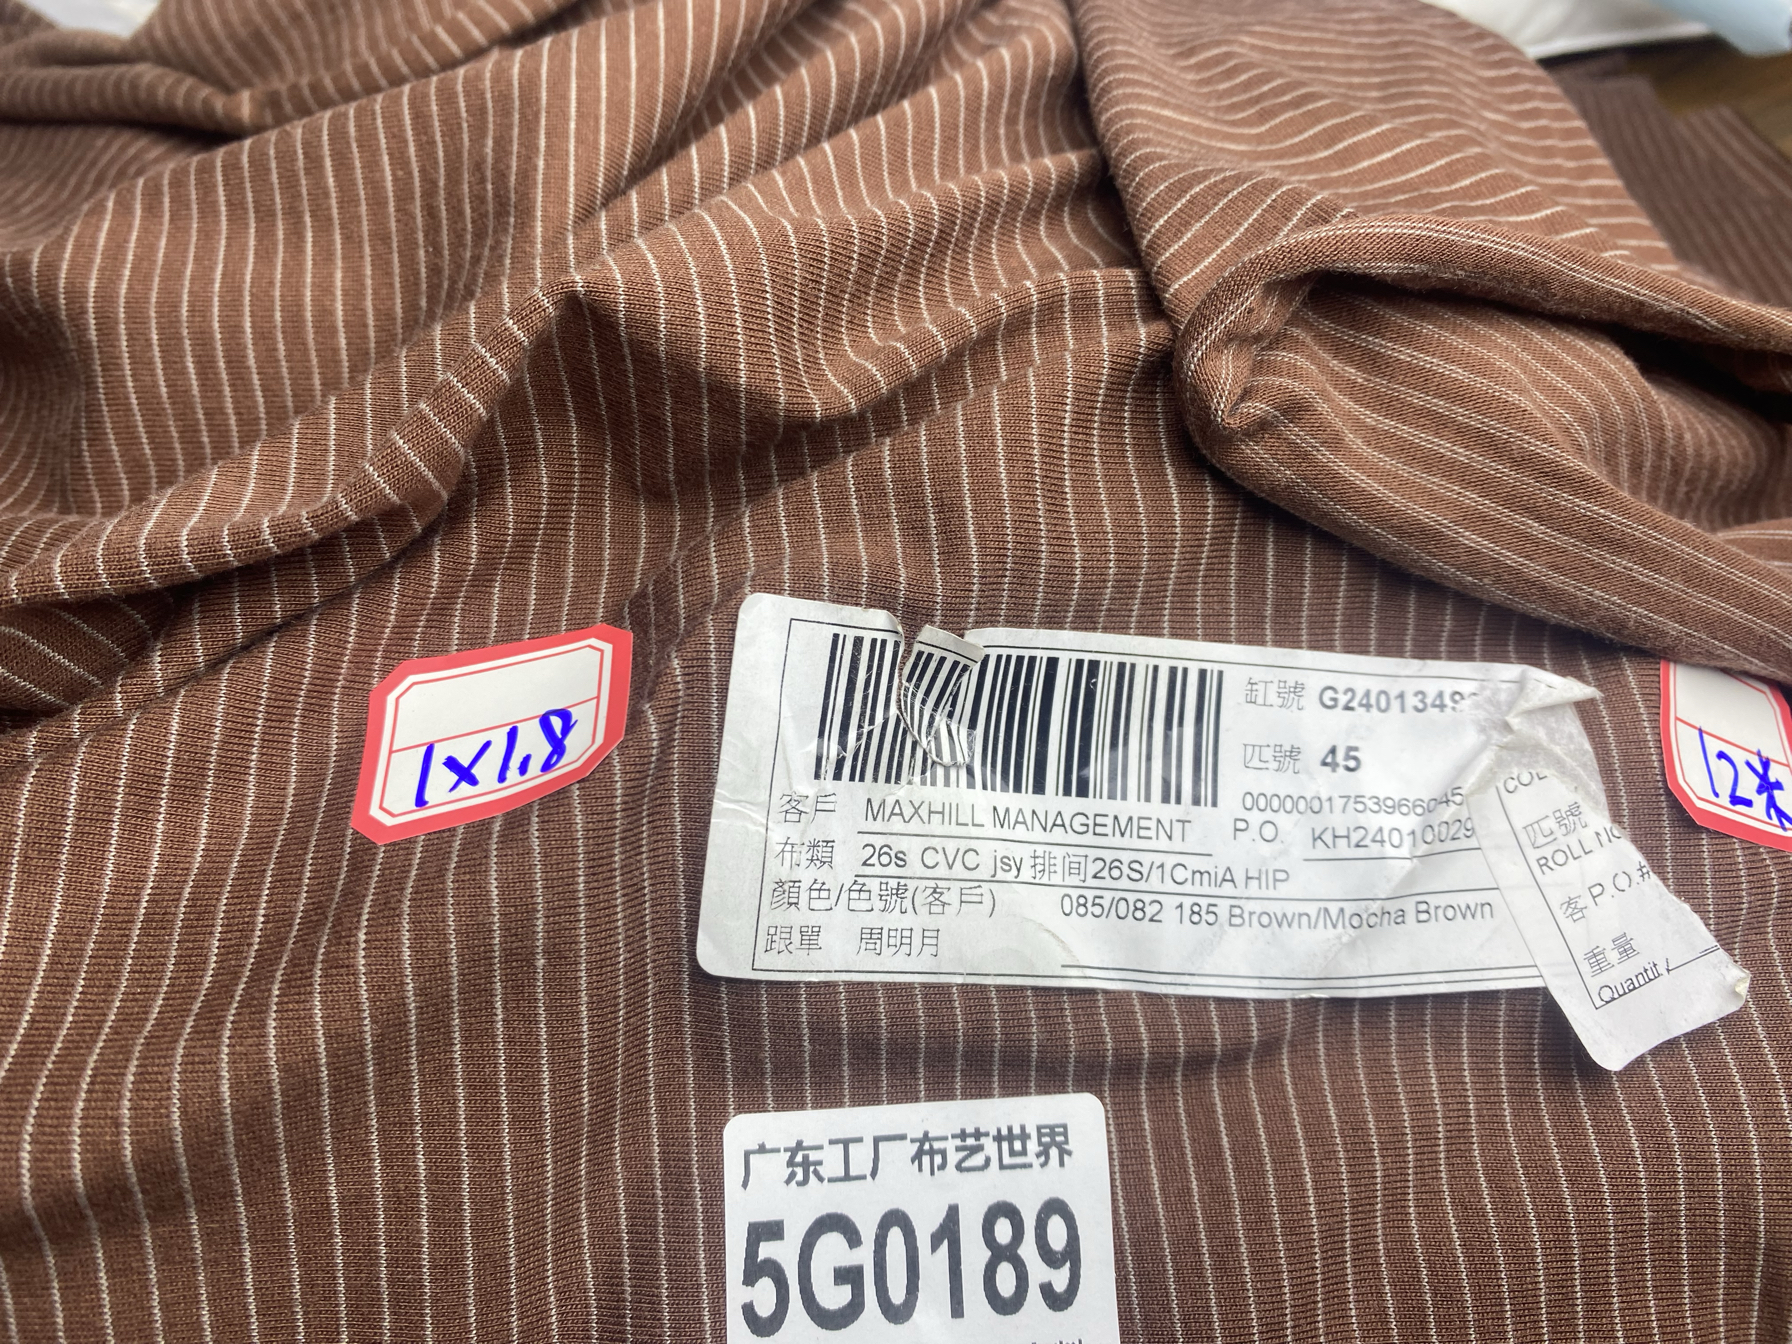 1×1.8
缸號 G2401349
匹號 45
P.O. KH24010029
客戶 MAXHILL MANAGEMENT
布類 26s CVC jsy 排间26S/1CmiA HIP
顏色/色號(客戶) 085/082 185 Brown/Mocha Brown
跟單 周明月
匹號
ROLL NO
客P.O.#
重量
Quantit
12米
广东工厂布艺世界
5G0189